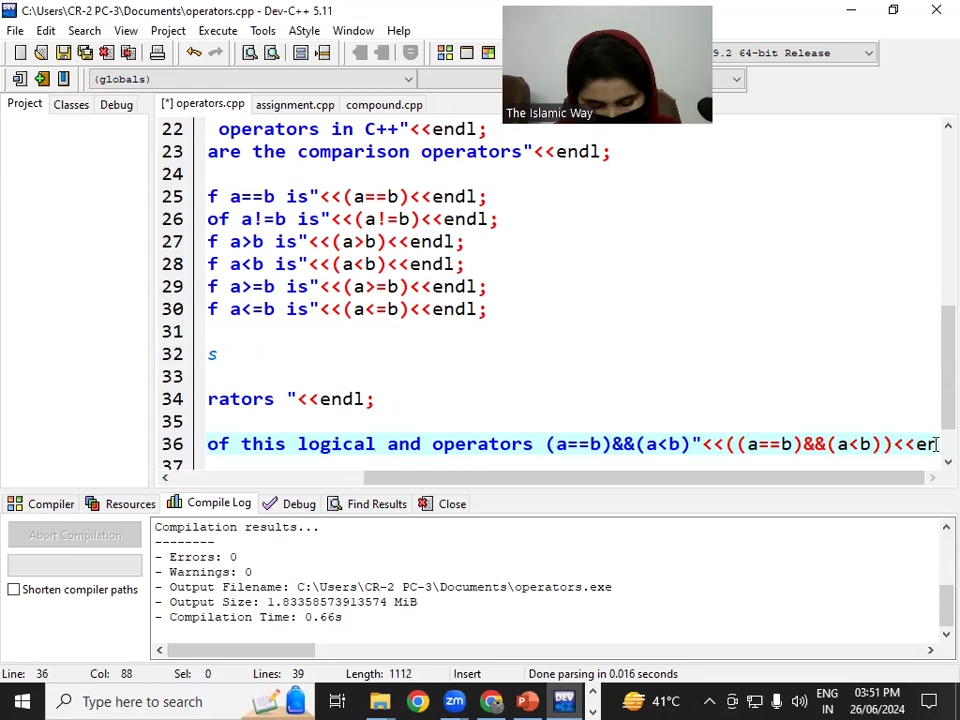 C:\Users\CR-2 PC-3\Documents\operators.cpp - Dev-C++ 5.11
File Edit Search View Project Execute Tools AStyle Window Help
9.2 64-bit Release
(globals)
The Islamic Way
Project Classes Debug
[*] operators.cpp assignment.cpp compound.cpp
22 operators in C++"<<endl;
23 are the comparison operators"<<endl;
24
25 f a==b is"<<(a==b)<<endl;
26 of a!=b is"<<(a!=b)<<endl;
27 f a>b is"<<(a>b)<<endl;
28 f a<b is"<<(a<b)<<endl;
29 f a>=b is"<<(a>=b)<<endl;
30 f a<=b is"<<(a<=b)<<endl;
31
32 s
33
34 rators "<<endl;
35
36 of this logical and operators (a==b)&&(a<b)"<<((a==b)&&(a<b))<<er
37
Compiler Resources Compile Log Debug Find Results Close
Abort Compilation
Shorten compiler paths
Compilation results...
--------
- Errors: 0
- Warnings: 0
- Output Filename: C:\Users\CR-2 PC-3\Documents\operators.exe
- Output Size: 1.83358573913574 MiB
- Compilation Time: 0.66s
Line: 36 Col: 88 Sel: 0 Lines: 39 Length: 1112 Insert Done parsing in 0.016 seconds
Type here to search
zm
DEV
41°C
ENG
IN
03:51 PM
26/06/2024